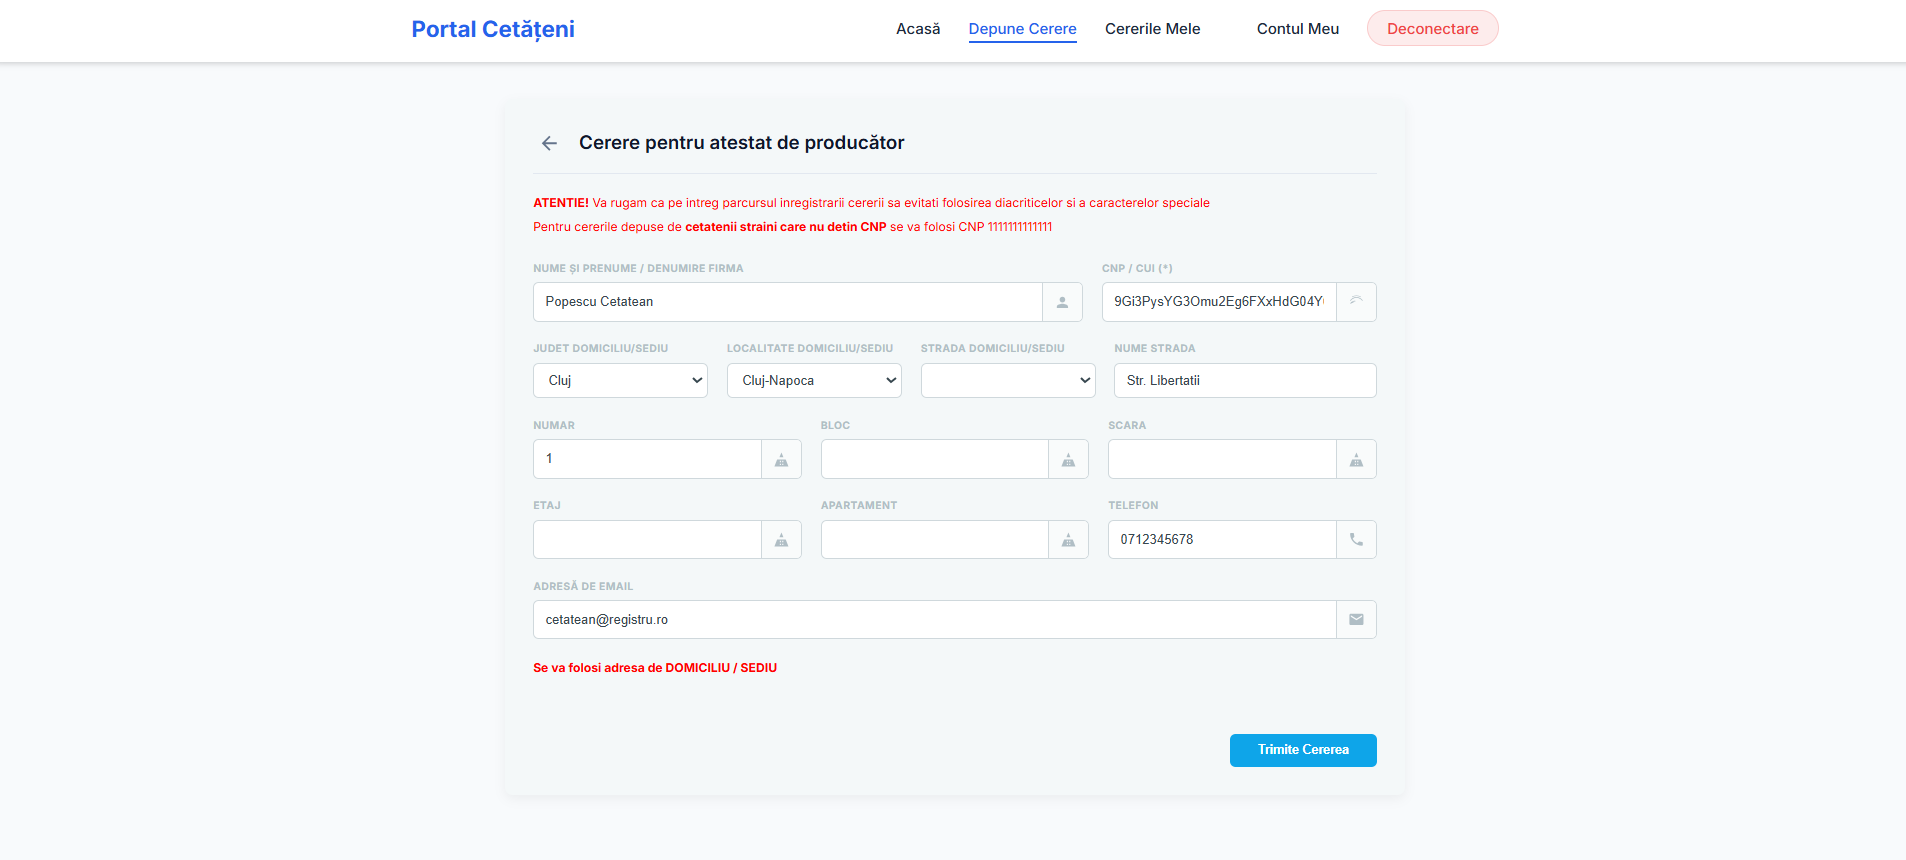 Portal Cetățeni
Acasă Depune Cerere Cererile Mele Contul Meu Deconectare
Cerere pentru atestat de producător
ATENTIE! Va rugam ca pe intreg parcursul inregistrarii cererii sa evitati folosirea diacriticelor si a caracterelor speciale
Pentru cererile depuse de cetatenii straini care nu detin CNP se va folosi CNP 1111111111111
NUME ȘI PRENUME / DENUMIRE FIRMA CNP / CUI (*)
Popescu Cetatean 9Gi3PysYG3Omu2Eg6FXxHdG04Y
JUDET DOMICILIU/SEDIU LOCALITATE DOMICILIU/SEDIU STRADA DOMICILIU/SEDIU NUME STRADA
Cluj Cluj-Napoca Str. Libertatii
NUMAR BLOC SCARA
1
ETAJ APARTAMENT TELEFON
0712345678
ADRESĂ DE EMAIL
cetatean@registru.ro
Se va folosi adresa de DOMICILIU / SEDIU
Trimite Cererea